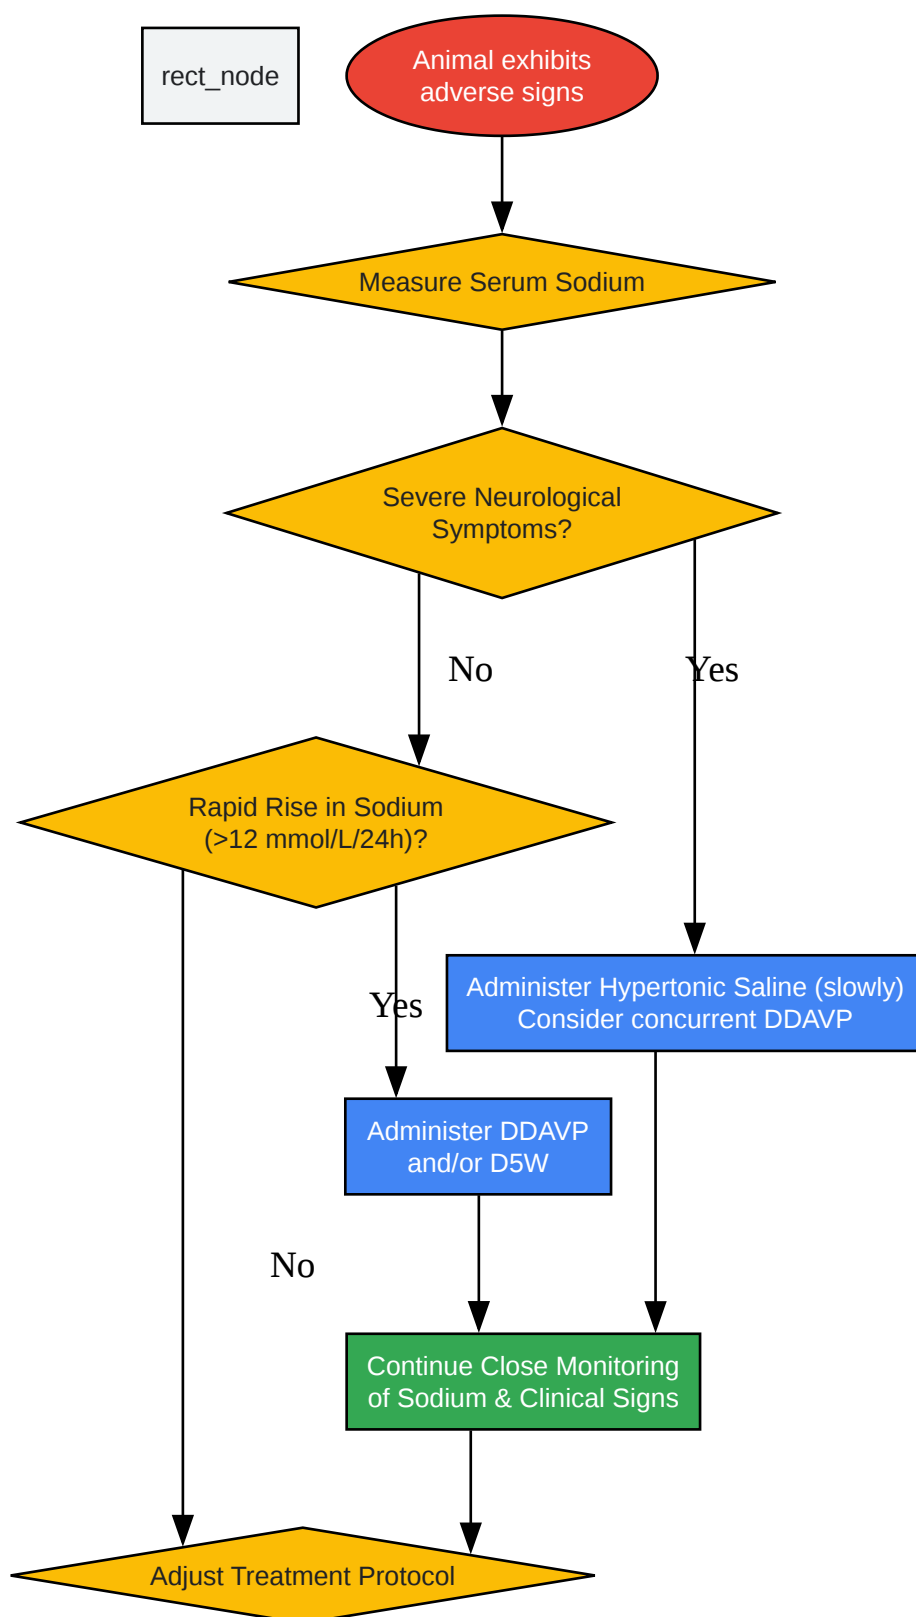 rect_node
Animal exhibits
adverse signs
Measure Serum Sodium
Severe Neurological
Symptoms?
No
Yes
Rapid Rise in Sodium
(>12 mmol/L/24h)?
Administer Hypertonic Saline (slowly)
Consider concurrent DDAVP
Yes
Administer DDAVP
and/or D5W
No
Continue Close Monitoring
of Sodium & Clinical Signs
Adjust Treatment Protocol